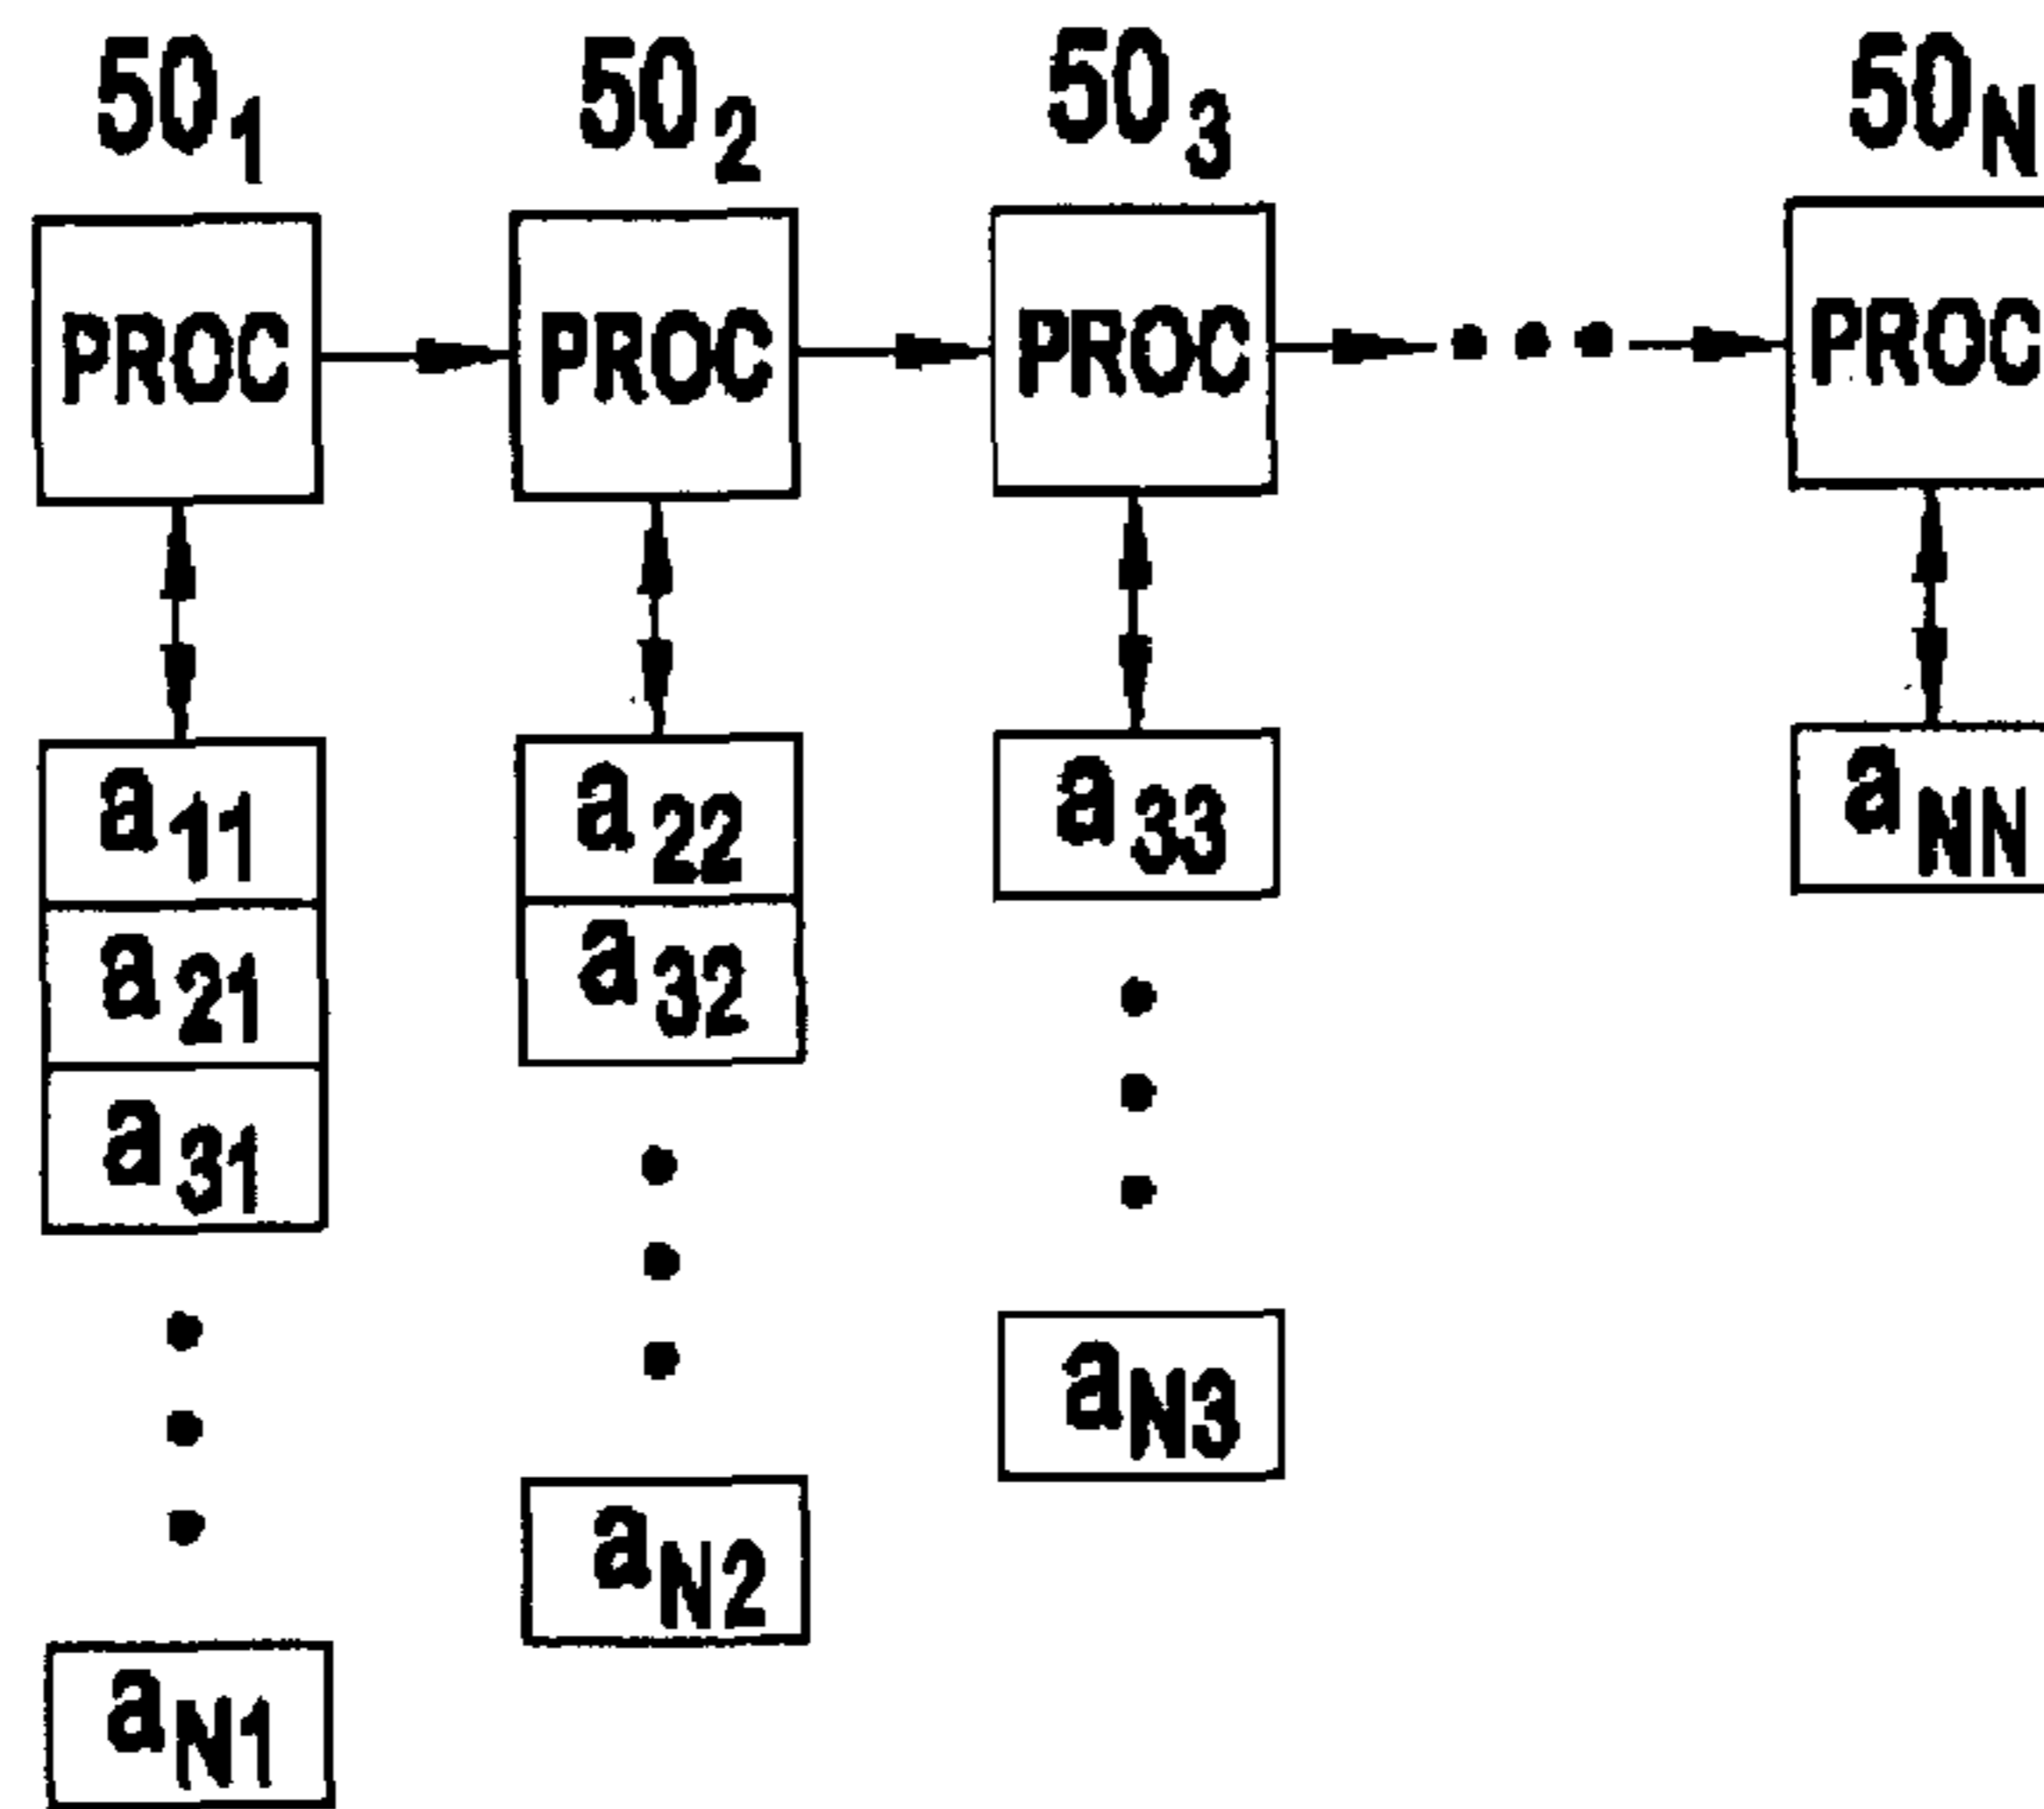 50₁ 50₂ 50₃ 50N
PROC PROC PROC PROC
a₁₁ a₂₂ a₃₃ aNN
a₂₁ a₃₂
a₃₁
aN3
aN2
aN1